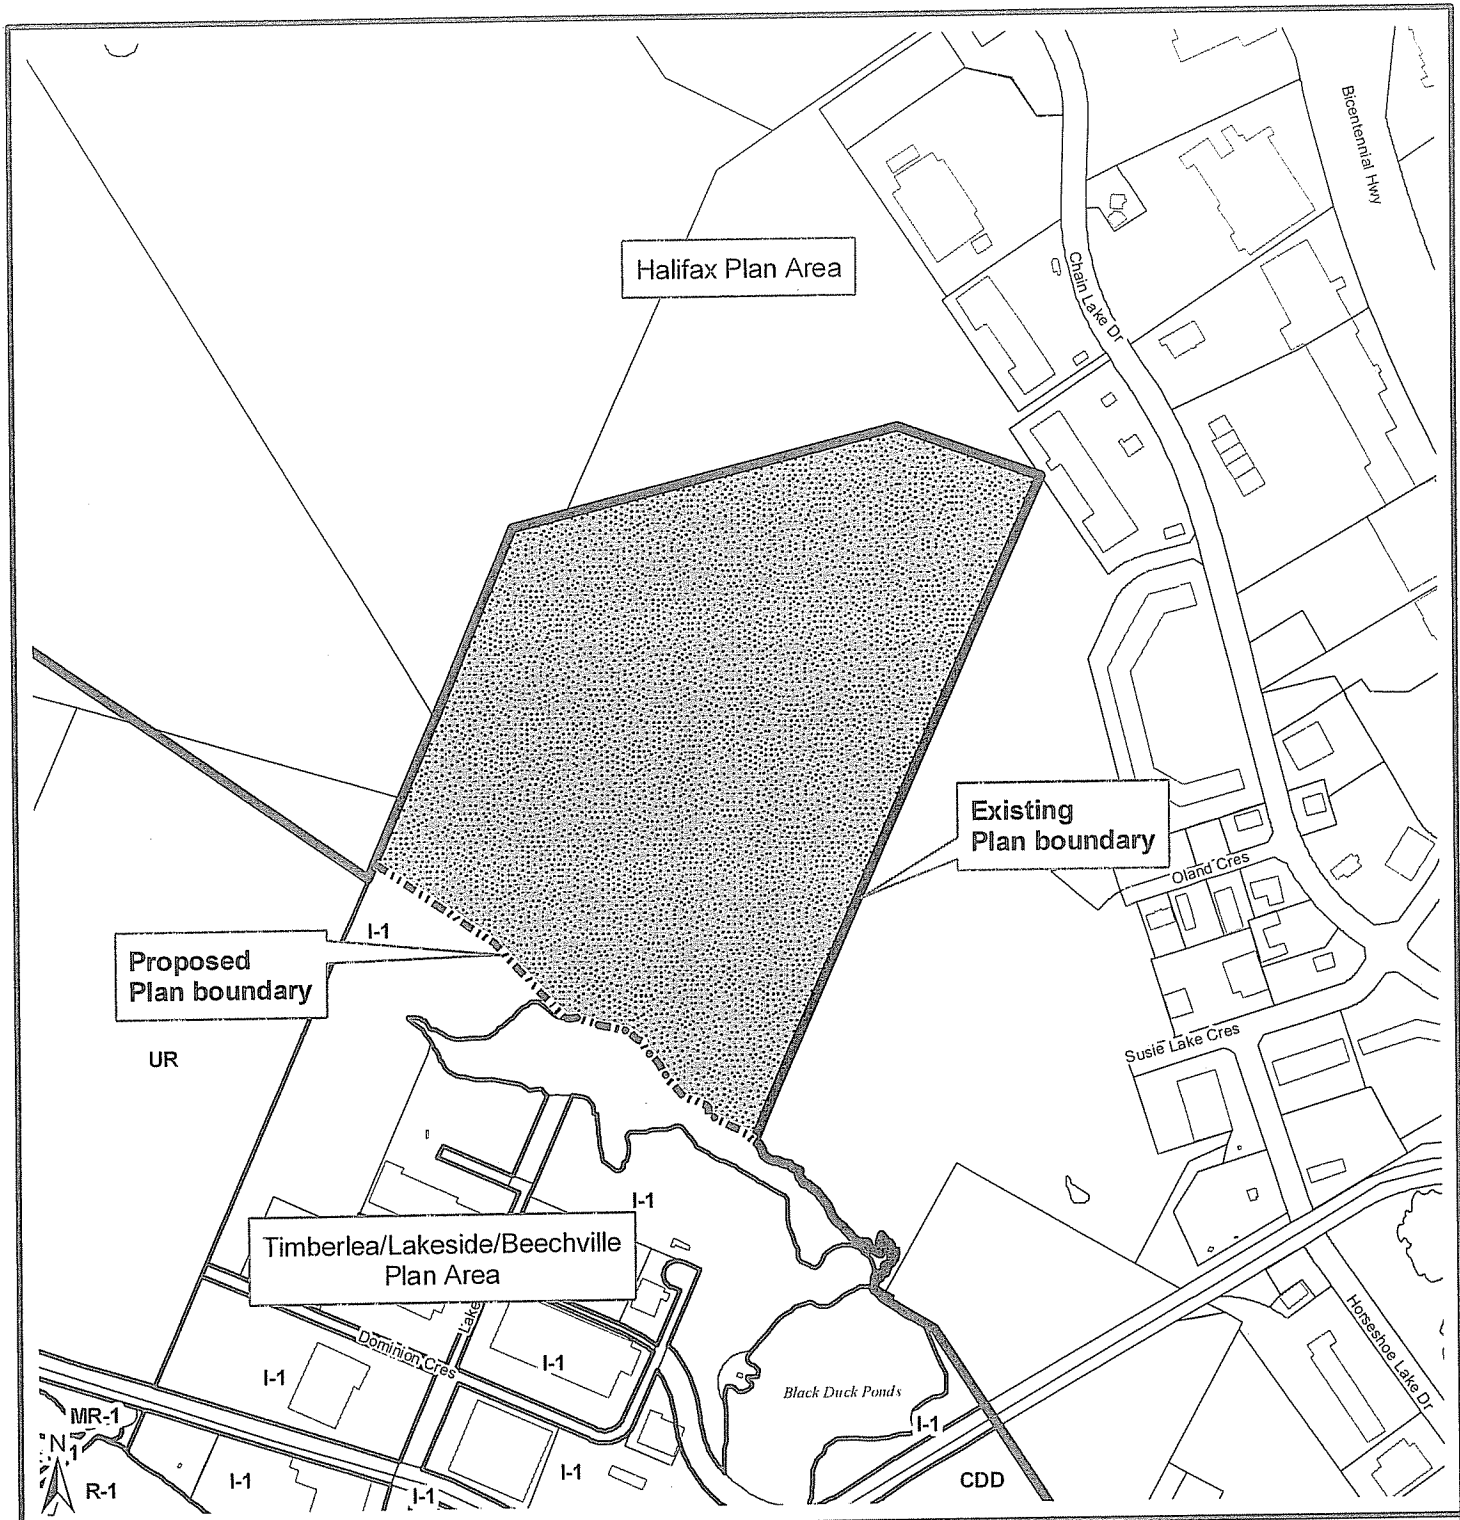 Bicentennial Hwy
Halifax Plan Area
Chain Lake Dr
Existing
Plan boundary
Oland Cres
I-1
Proposed
Plan boundary
Susie Lake Cres
UR
I-1
Timberlea/Lakeside/Beechville
Plan Area
Lake
Dominion Cres
Horseshoe Lake Dr
I-1
I-1
Black Duck Ponds
MR-1
I-1
N
1
R-1
I-1
I-1
I-1
CDD